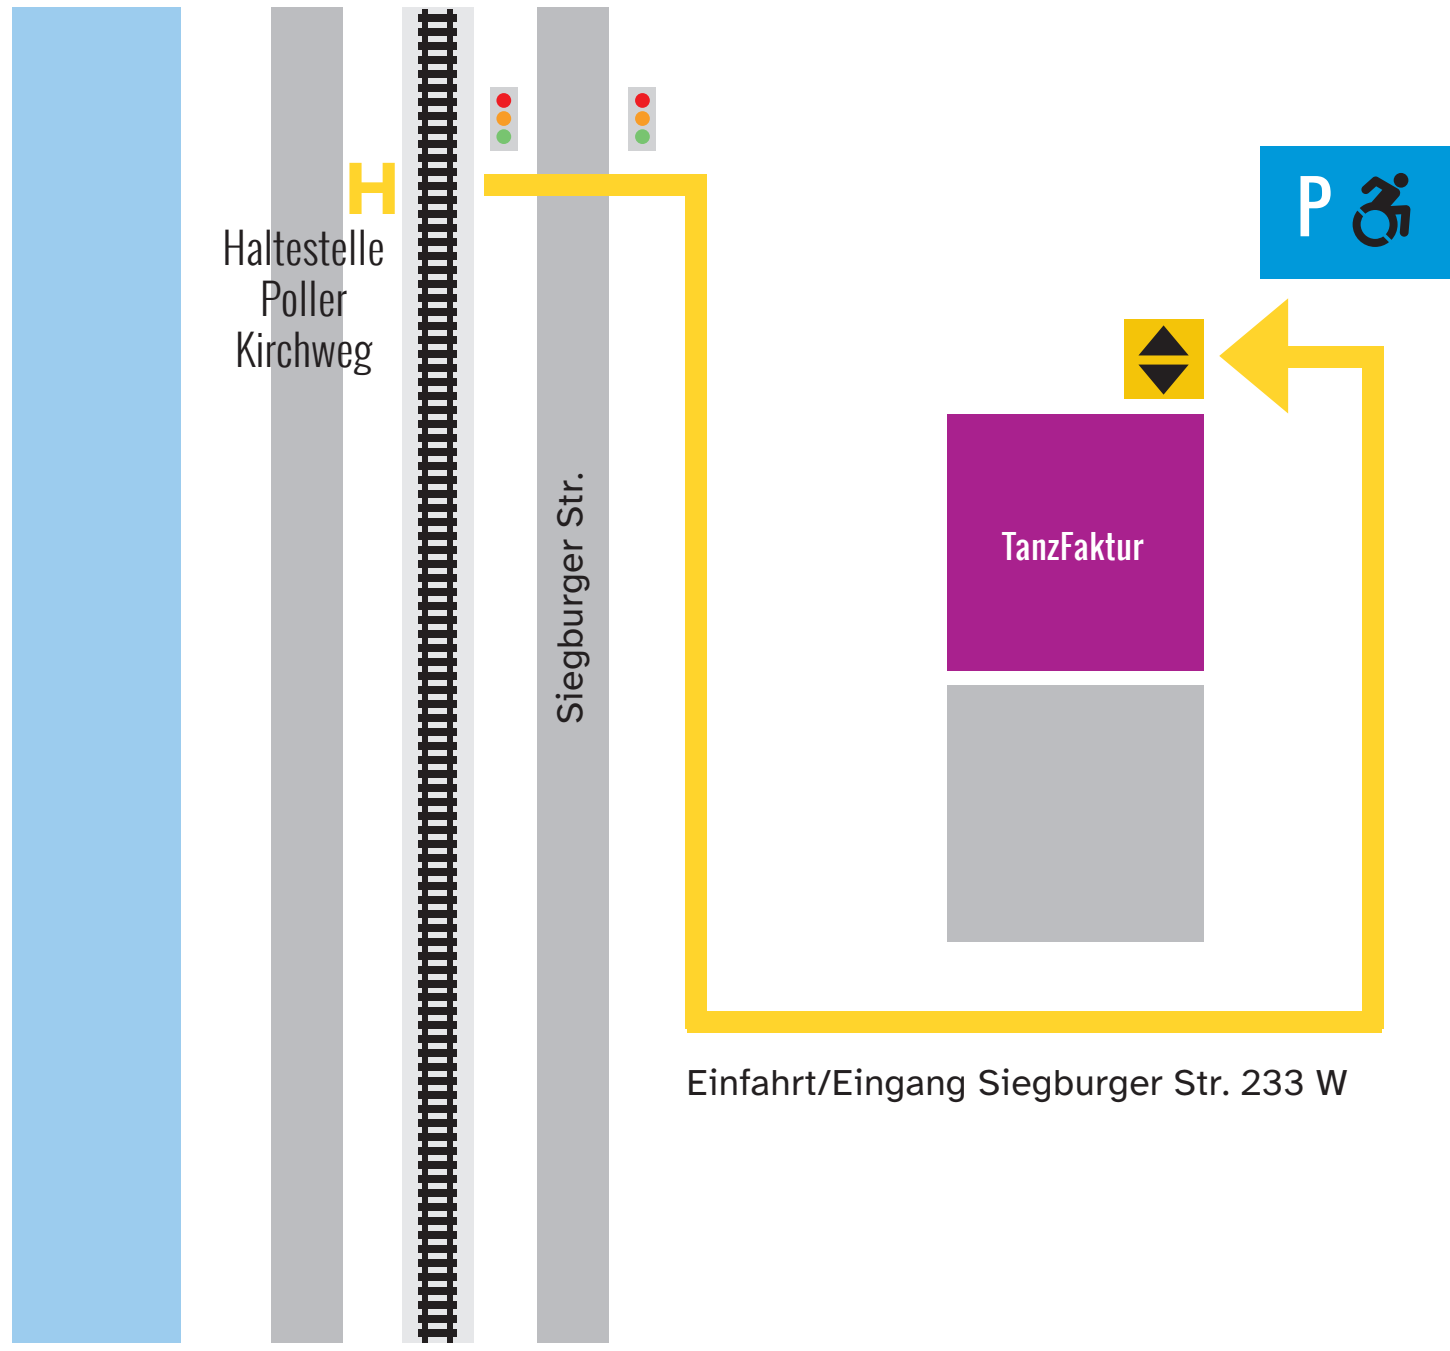 H
Haltestelle
Poller
Kirchweg
Siegburger Str.
P
TanzFaktur
Einfahrt/Eingang Siegburger Str. 233 W